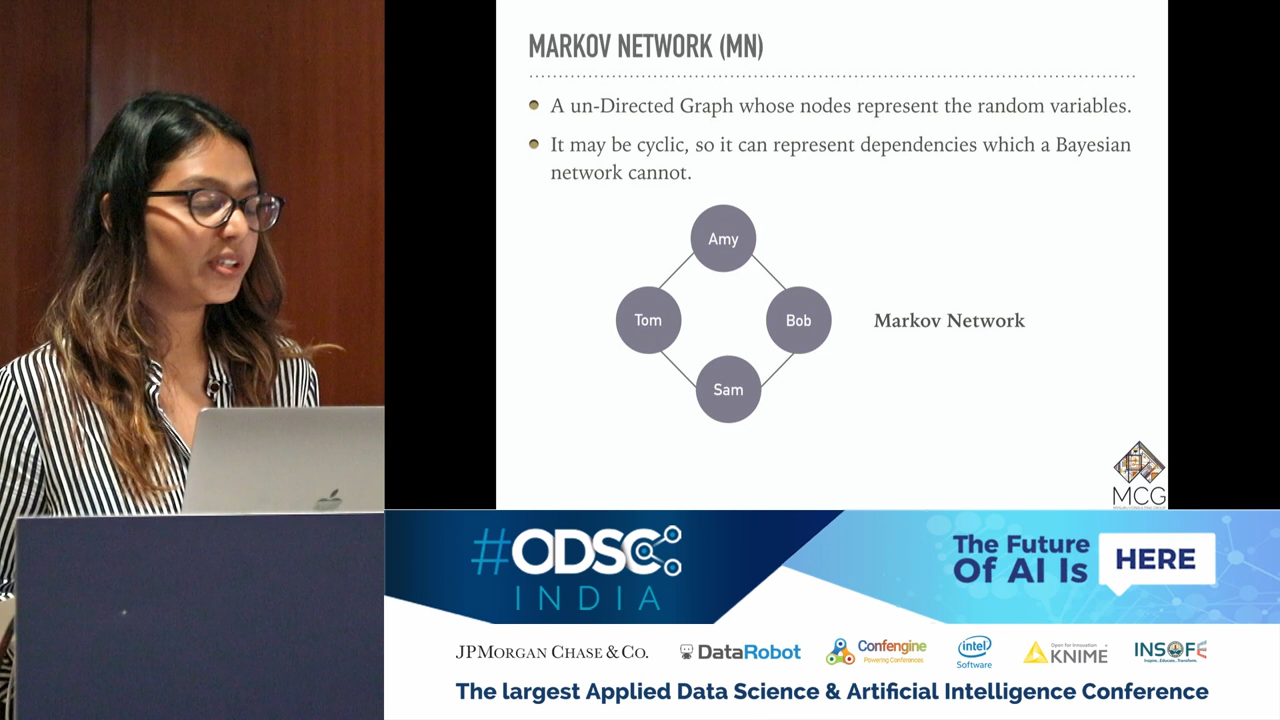 MARKOV NETWORK (MN)
A un-Directed Graph whose nodes represent the random variables.
It may be cyclic, so it can represent dependencies which a Bayesian
network cannot.
Amy
Tom
Bob
Markov Network
Sam
MCG
#ODSC
INDIA
The Future
Of AI Is
HERE
JPMORGAN CHASE & CO.
DataRobot
Confengine
Powering Conferences
intel
Software
Open for Innovation
KNIME
INSOFE
Inspire...Educate...Transform.
The largest Applied Data Science & Artificial Intelligence Conference